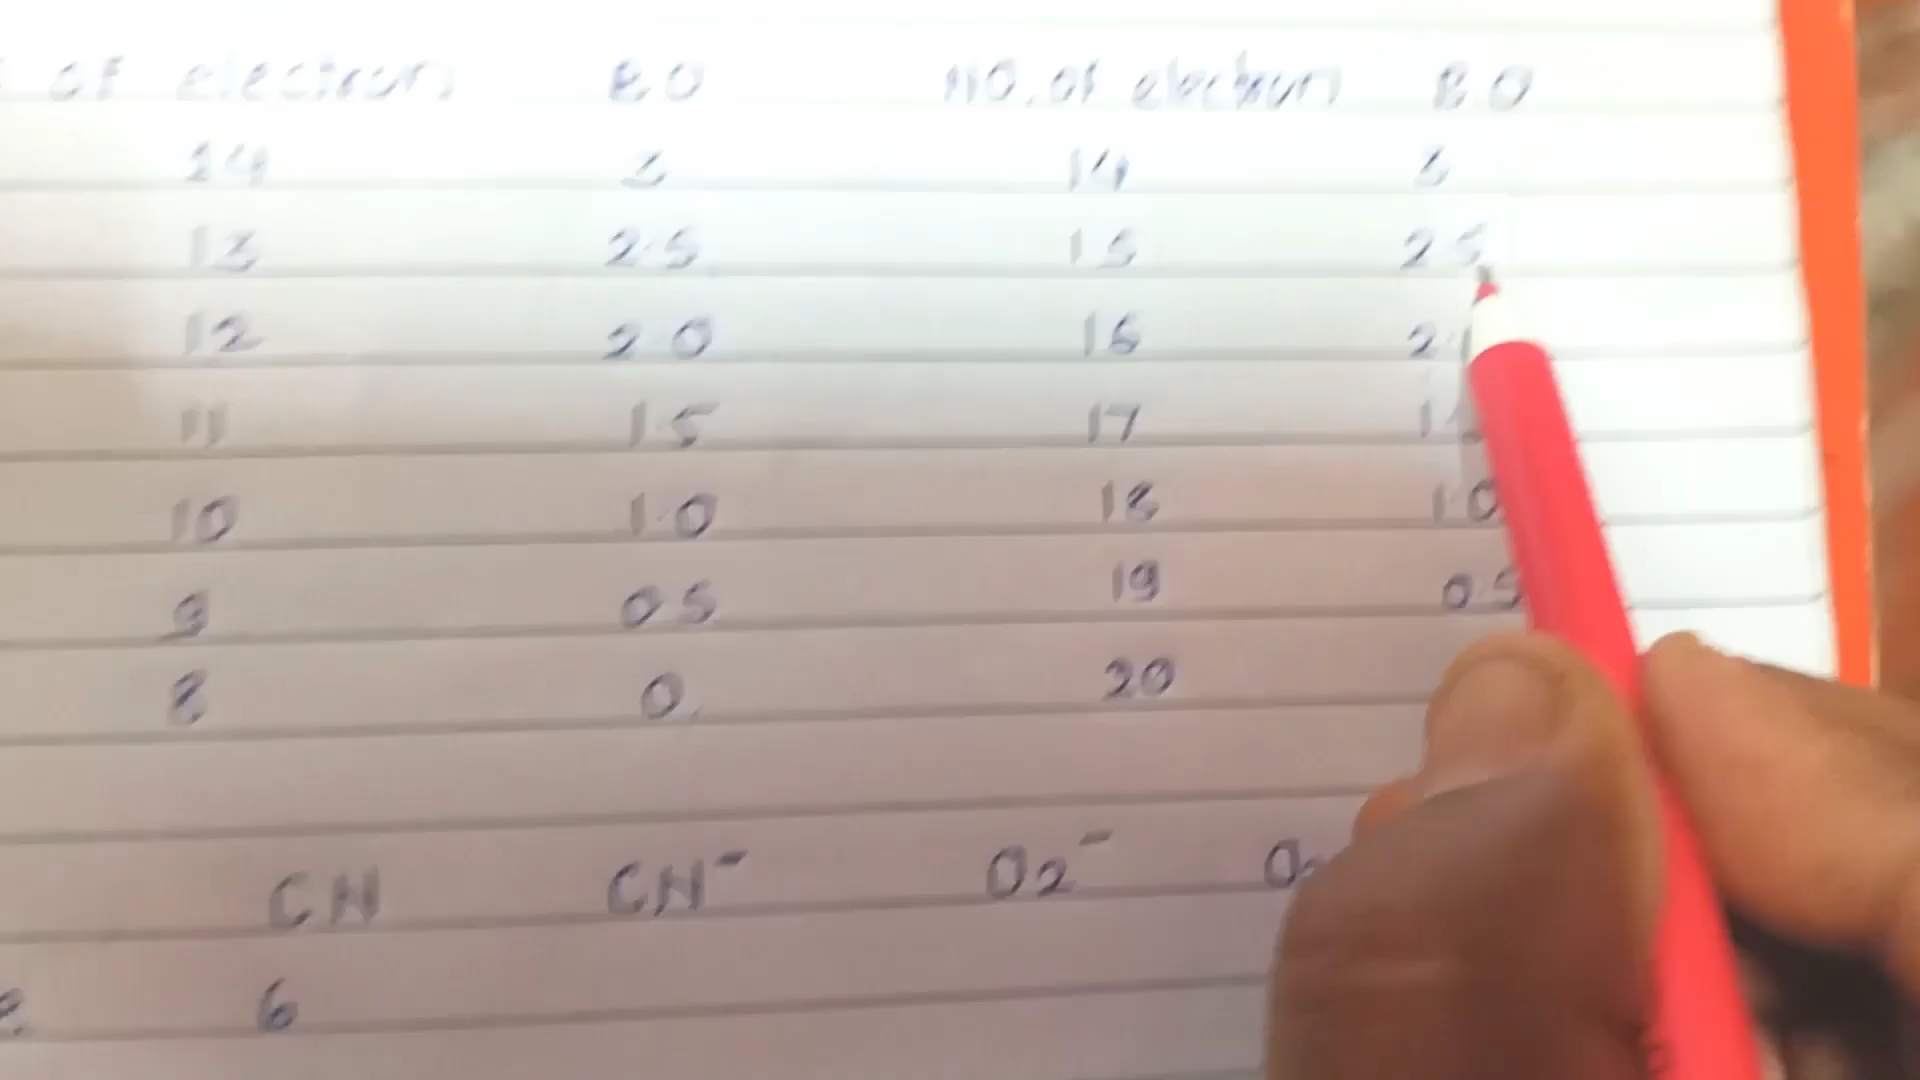 of electron BO NO. of electron B.O
24 3 14 3
13 2.5 15 2.5
12 2.0 16
11 1.5 17
10 1.0 18 1.0
9 0.5 19 0.5
8 0 20
CN CN⁻ O2⁻
6